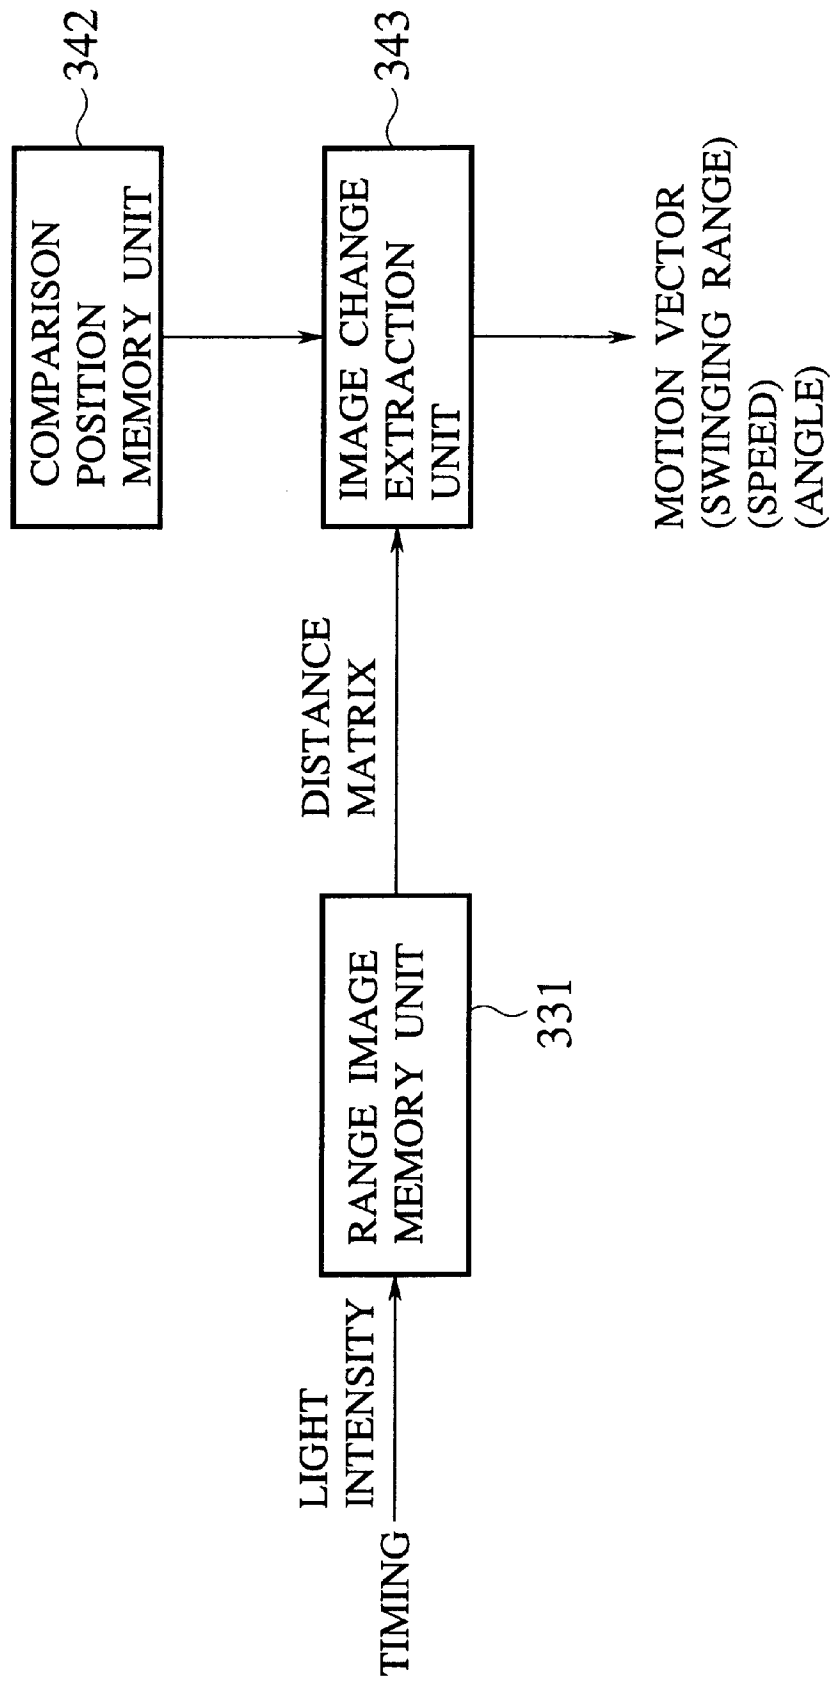 342
COMPARISON
POSITION
MEMORY UNIT
LIGHT
INTENSITY
TIMING
RANGE IMAGE
MEMORY UNIT
331
DISTANCE
MATRIX
343
IMAGE CHANGE
EXTRACTION
UNIT
MOTION VECTOR
(SWINGING RANGE)
(SPEED)
(ANGLE)